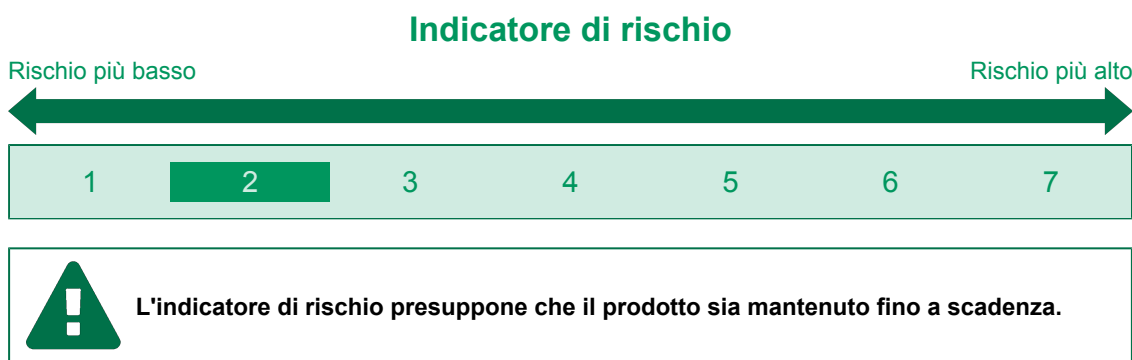 Indicatore di rischio
Rischio più basso Rischio più alto
1 2 3 4 5 6 7
L'indicatore di rischio presuppone che il prodotto sia mantenuto fino a scadenza.